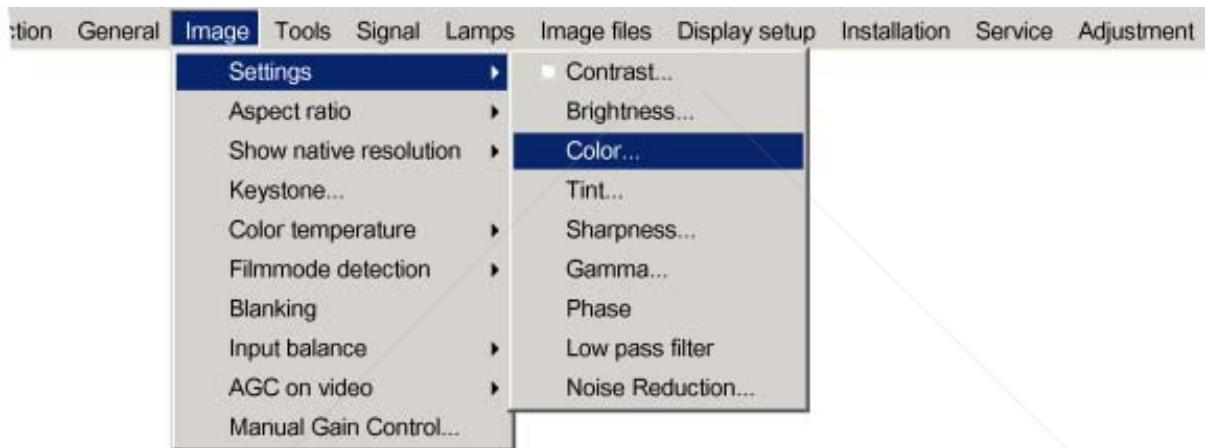 :tion General Image Tools Signal Lamps Image files Display setup Installation Service Adjustment
Settings
Aspect ratio
Show native resolution
Keystone...
Color temperature
Filmmode detection
Blanking
Input balance
AGC on video
Manual Gain Control...
Contrast...
Brightness...
Color...
Tint...
Sharpness...
Gamma...
Phase
Low pass filter
Noise Reduction...